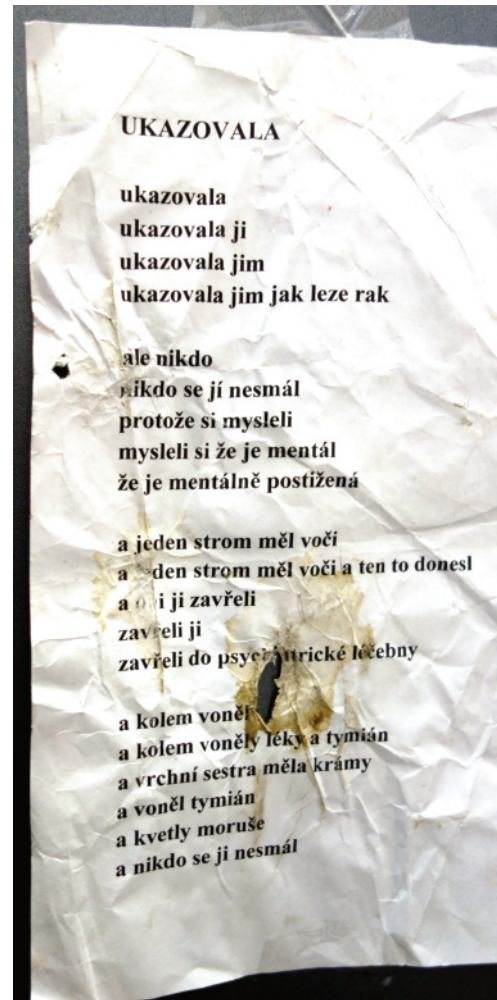 UKAZOVALA
ukazovala
ukazovala ji
ukazovala jim
ukazovala jim jak leze rak
ale nikdo
nikdo se jí nesmál
protože si mysleli
mysleli si že je mentál
že je mentálně postižená
a jeden strom měl voči
a jeden strom měl voči a ten to donesl
a oni ji zavřeli
zavřeli ji
zavřeli do psychiatrické léčebny
a kolem voněl
a kolem voněly léky a tymián
a vrchní sestra měla krámy
a voněl tymián
a kvetly moruše
a nikdo se ji nesmál